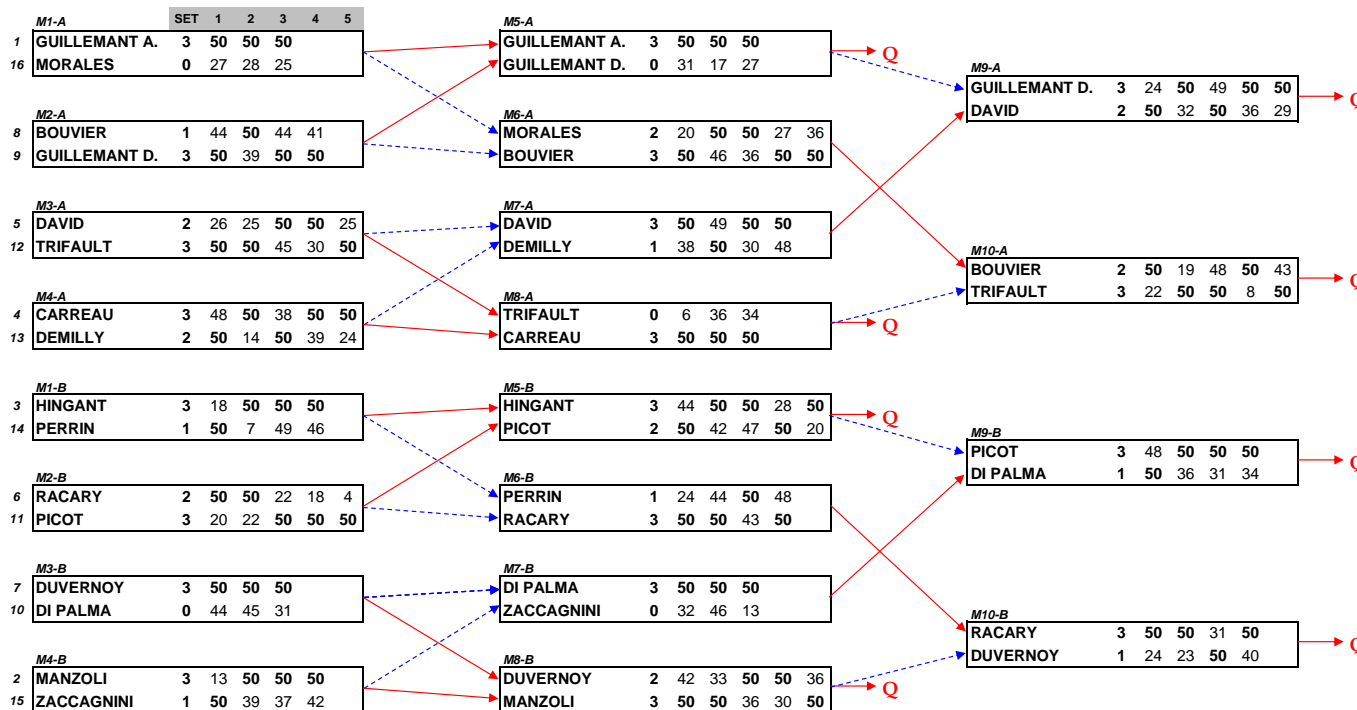 M1-A SET 1 2 3 4 5
1 GUILLEMANT A. 3 50 50 50
16 MORALES 0 27 28 25
M2-A
8 BOUVIER 1 44 50 44 41
9 GUILLEMANT D. 3 50 39 50 50
M3-A
5 DAVID 2 26 25 50 50 25
12 TRIFAULT 3 50 50 45 30 50
M4-A
4 CARREAU 3 48 50 38 50 50
13 DEMILLY 2 50 14 50 39 24
M1-B
3 HINGANT 3 18 50 50 50
14 PERRIN 1 50 7 49 46
M2-B
6 RACARY 2 50 50 22 18 4
11 PICOT 3 20 22 50 50 50
M3-B
7 DUVERNOY 3 50 50 50
10 DI PALMA 0 44 45 31
M4-B
2 MANZOLI 3 13 50 50 50
15 ZACCAGNINI 1 50 39 37 42
M5-A
GUILLEMANT A. 3 50 50 50 Q
GUILLEMANT D. 0 31 17 27
M6-A
MORALES 2 20 50 50 27 36
BOUVIER 3 50 46 36 50 50
M7-A
DAVID 3 50 49 50 50
DEMILLY 1 38 50 30 48
M8-A
TRIFAULT 0 6 36 34 Q
CARREAU 3 50 50 50
M5-B
HINGANT 3 44 50 50 28 50 Q
PICOT 2 50 42 47 50 20
M6-B
PERRIN 1 24 44 50 48
RACARY 3 50 50 43 50
M7-B
DI PALMA 3 50 50 50
ZACCAGNINI 0 32 46 13
M8-B
DUVERNOY 2 42 33 50 50 36 Q
MANZOLI 3 50 50 36 30 50
M9-A
GUILLEMANT D. 3 24 50 49 50 50 Q
DAVID 2 50 32 50 36 29
M10-A
BOUVIER 2 50 19 48 50 43 Q
TRIFAULT 3 22 50 50 8 50
M9-B
PICOT 3 48 50 50 50 Q
DI PALMA 1 50 36 31 34
M10-B
RACARY 3 50 50 31 50 Q
DUVERNOY 1 24 23 50 40